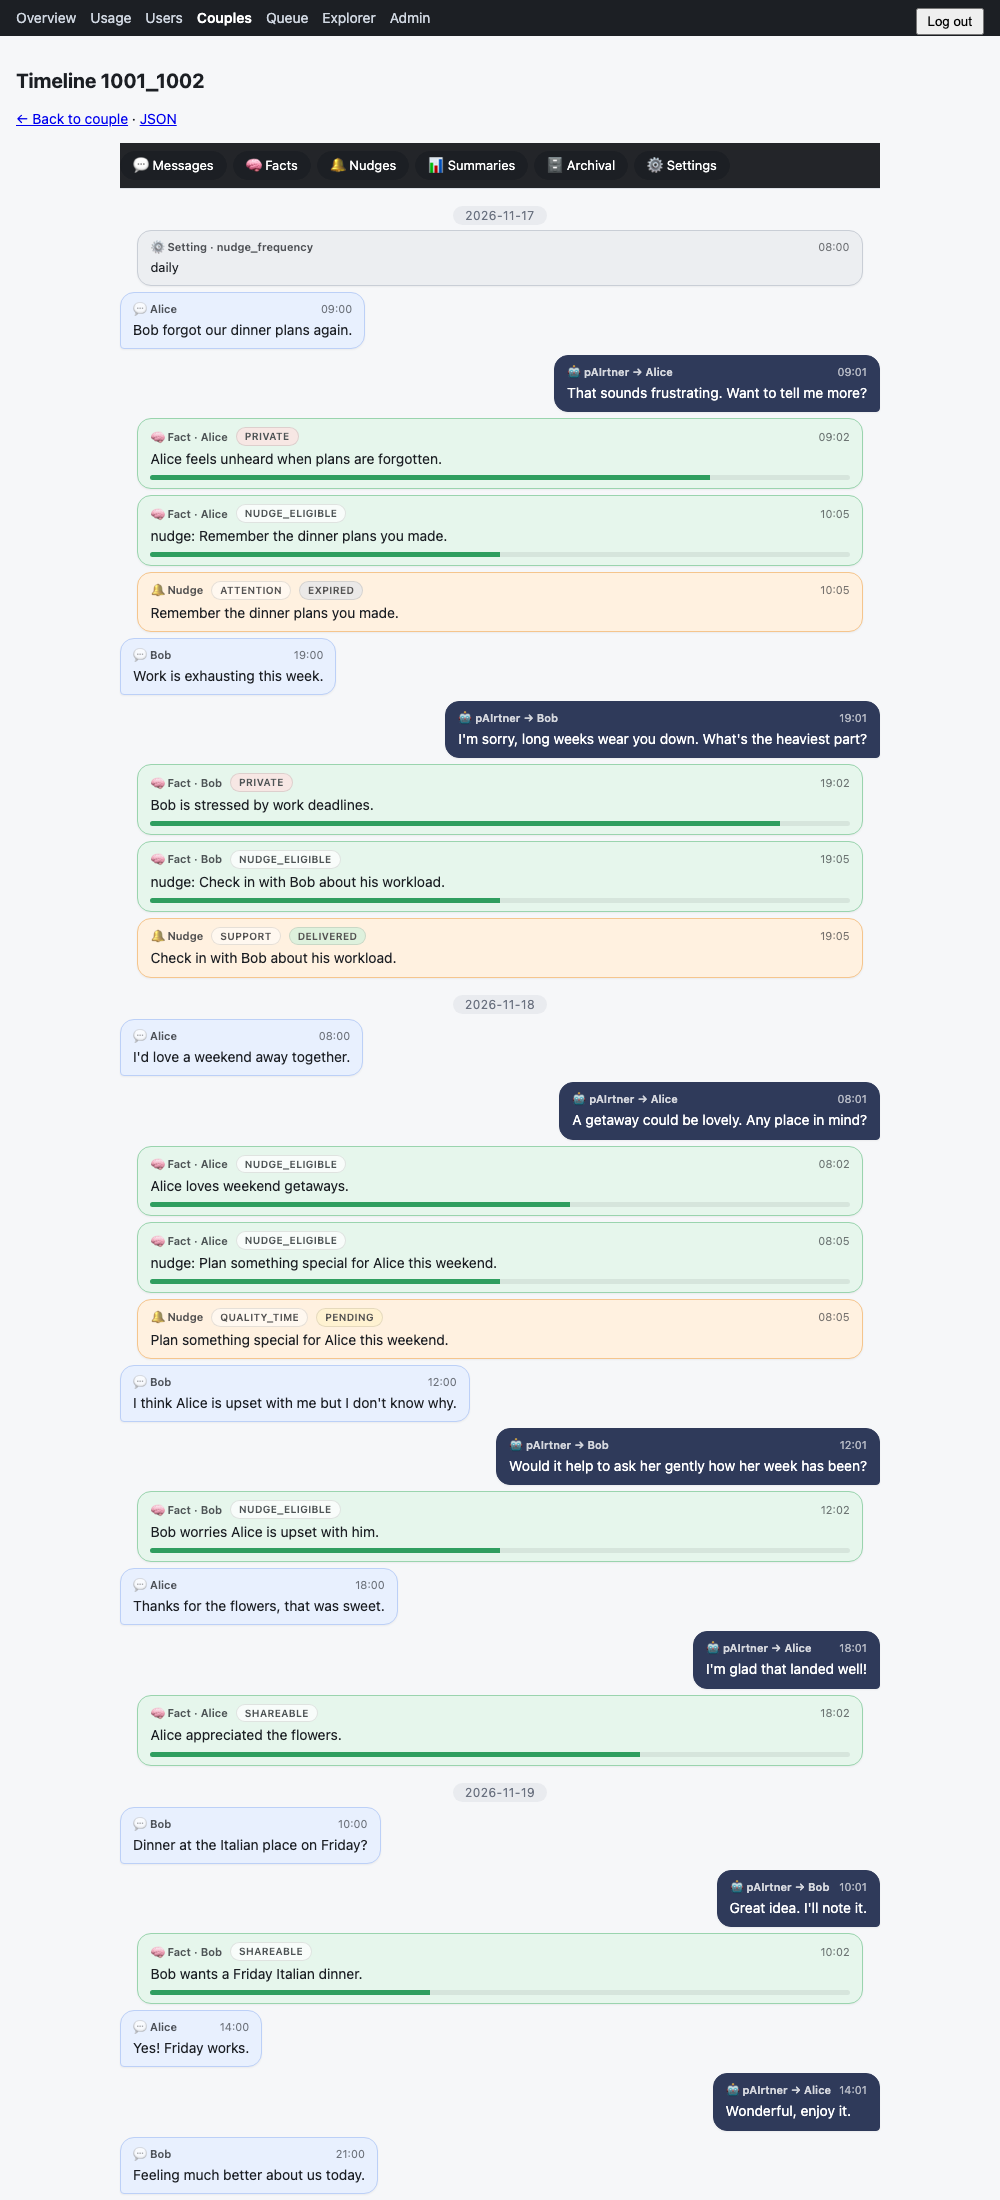 Overview Usage Users Couples Queue Explorer Admin Log out
Timeline 1001_1002
← Back to couple · JSON
Messages Facts Nudges Summaries Archival Settings
2026-11-17
Setting · nudge_frequency 08:00
daily
Alice 09:00
Bob forgot our dinner plans again.
pAIrtner → Alice 09:01
That sounds frustrating. Want to tell me more?
Fact · Alice PRIVATE 09:02
Alice feels unheard when plans are forgotten.
Fact · Alice NUDGE_ELIGIBLE 10:05
nudge: Remember the dinner plans you made.
Nudge ATTENTION EXPIRED 10:05
Remember the dinner plans you made.
Bob 19:00
Work is exhausting this week.
pAIrtner → Bob 19:01
I'm sorry, long weeks wear you down. What's the heaviest part?
Fact · Bob PRIVATE 19:02
Bob is stressed by work deadlines.
Fact · Bob NUDGE_ELIGIBLE 19:05
nudge: Check in with Bob about his workload.
Nudge SUPPORT DELIVERED 19:05
Check in with Bob about his workload.
2026-11-18
Alice 08:00
I'd love a weekend away together.
pAIrtner → Alice 08:01
A getaway could be lovely. Any place in mind?
Fact · Alice NUDGE_ELIGIBLE 08:02
Alice loves weekend getaways.
Fact · Alice NUDGE_ELIGIBLE 08:05
nudge: Plan something special for Alice this weekend.
Nudge QUALITY_TIME PENDING 08:05
Plan something special for Alice this weekend.
Bob 12:00
I think Alice is upset with me but I don't know why.
pAIrtner → Bob 12:01
Would it help to ask her gently how her week has been?
Fact · Bob NUDGE_ELIGIBLE 12:02
Bob worries Alice is upset with him.
Alice 18:00
Thanks for the flowers, that was sweet.
pAIrtner → Alice 18:01
I'm glad that landed well!
Fact · Alice SHAREABLE 18:02
Alice appreciated the flowers.
2026-11-19
Bob 10:00
Dinner at the Italian place on Friday?
pAIrtner → Bob 10:01
Great idea. I'll note it.
Fact · Bob SHAREABLE 10:02
Bob wants a Friday Italian dinner.
Alice 14:00
Yes! Friday works.
pAIrtner → Alice 14:01
Wonderful, enjoy it.
Bob 21:00
Feeling much better about us today.